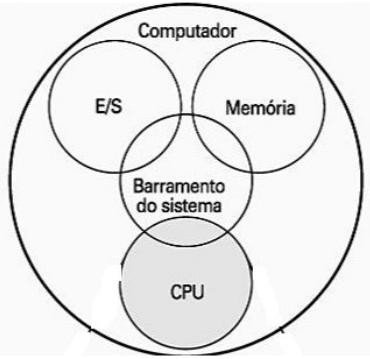 Computador
E/S
Memória
Barramento
do sistema
CPU